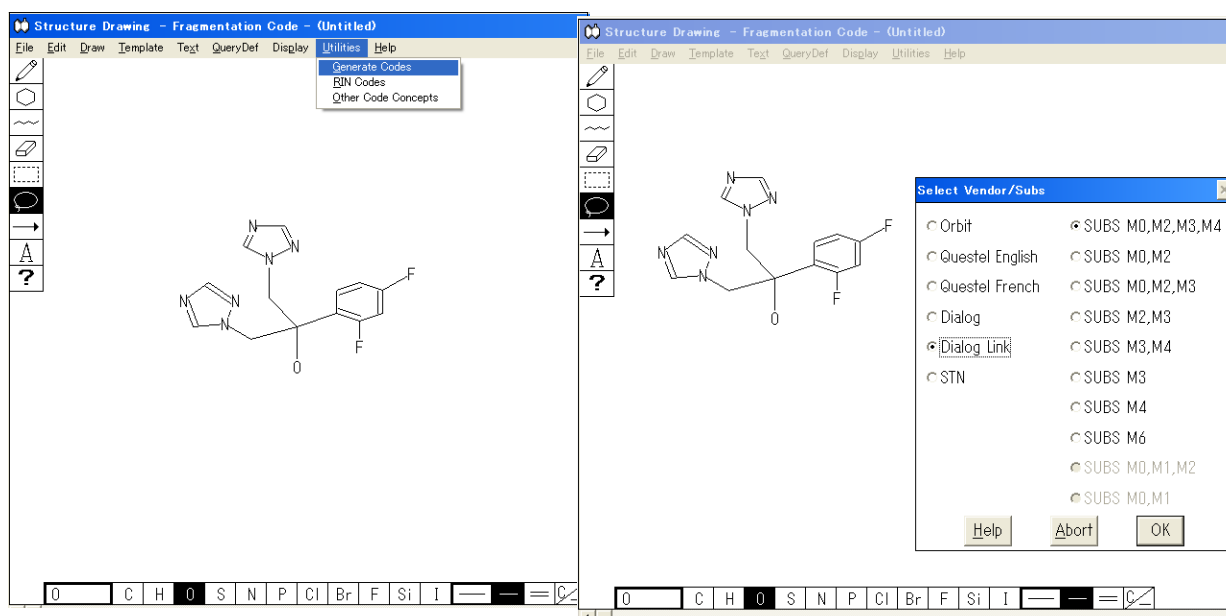 Structure Drawing - Fragmentation Code - (Untitled)
File Edit Draw Template Text QueryDef Display Utilities Help
Generate Codes
RIN Codes
Other Code Concepts
A
?
N
N
N
N
N
N
F
F
O
O C H O S N P Cl Br F Si I
Structure Drawing - Fragmentation Code - (Untitled)
File Edit Draw Template Text QueryDef Display Utilities Help
A
?
N
N
N
N
N
N
F
F
O
Select Vendor/Subs
Orbit SUBS M0,M2,M3,M4
Questel English SUBS M0,M2
Questel French SUBS M0,M2,M3
Dialog SUBS M2,M3
Dialog Link SUBS M3,M4
STN SUBS M3
SUBS M4
SUBS M6
SUBS M0,M1,M2
SUBS M0,M1
Help Abort OK
O C H O S N P Cl Br F Si I